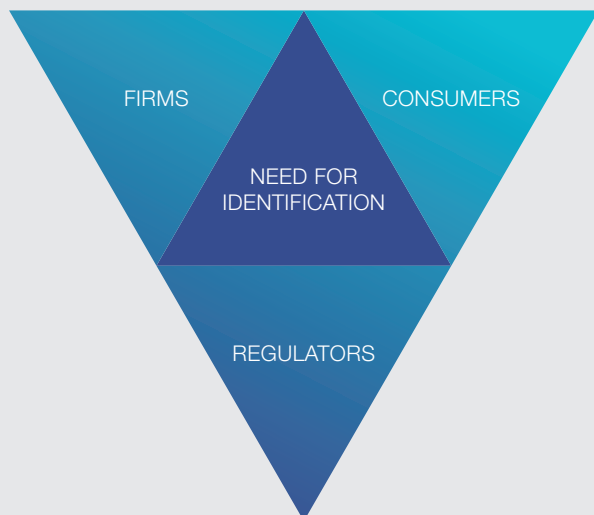 FIRMS
CONSUMERS
NEED FOR
IDENTIFICATION
REGULATORS